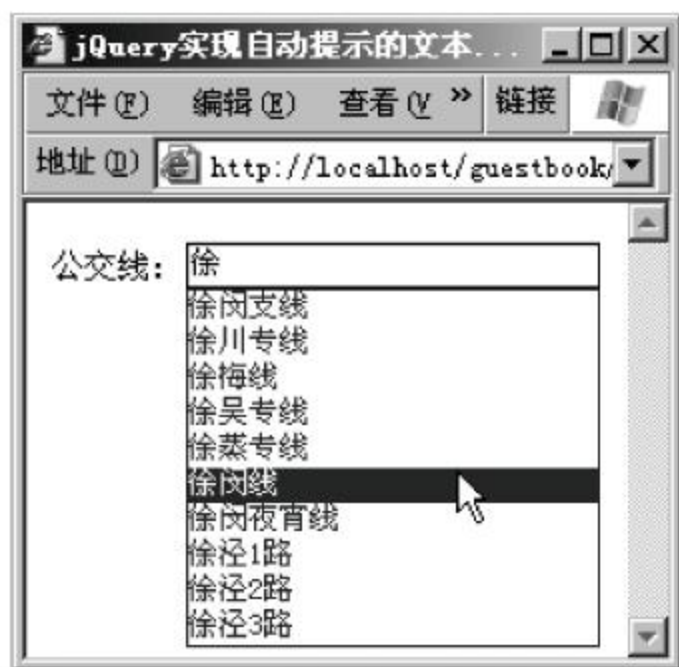 jQuery实现自动提示的文本...
文件(F) 编辑(E) 查看(V » 链接
地址(D) http://localhost/guestbook/
公交线: 徐
徐闵支线
徐川专线
徐梅线
徐吴专线
徐蒸专线
徐闵线
徐闵夜宵线
徐泾1路
徐泾2路
徐泾3路